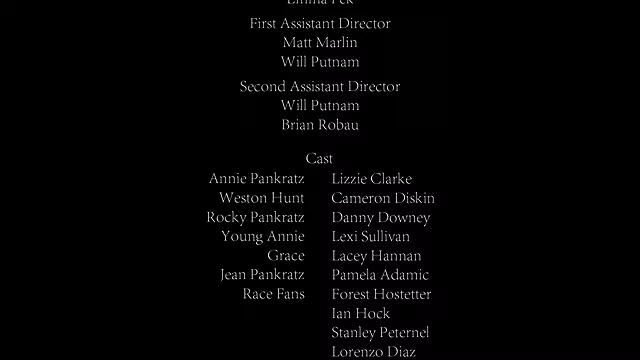 First Assistant Director
Matt Marlin
Will Putnam
Second Assistant Director
Will Putnam
Brian Robau
Cast
Annie Pankratz Lizzie Clarke
Weston Hunt Cameron Diskin
Rocky Pankratz Danny Downey
Young Annie Lexi Sullivan
Grace Lacey Hannan
Jean Pankratz Pamela Adamic
Race Fans Forest Hostetter
Ian Hock
Stanley Peternel
Lorenzo Diaz